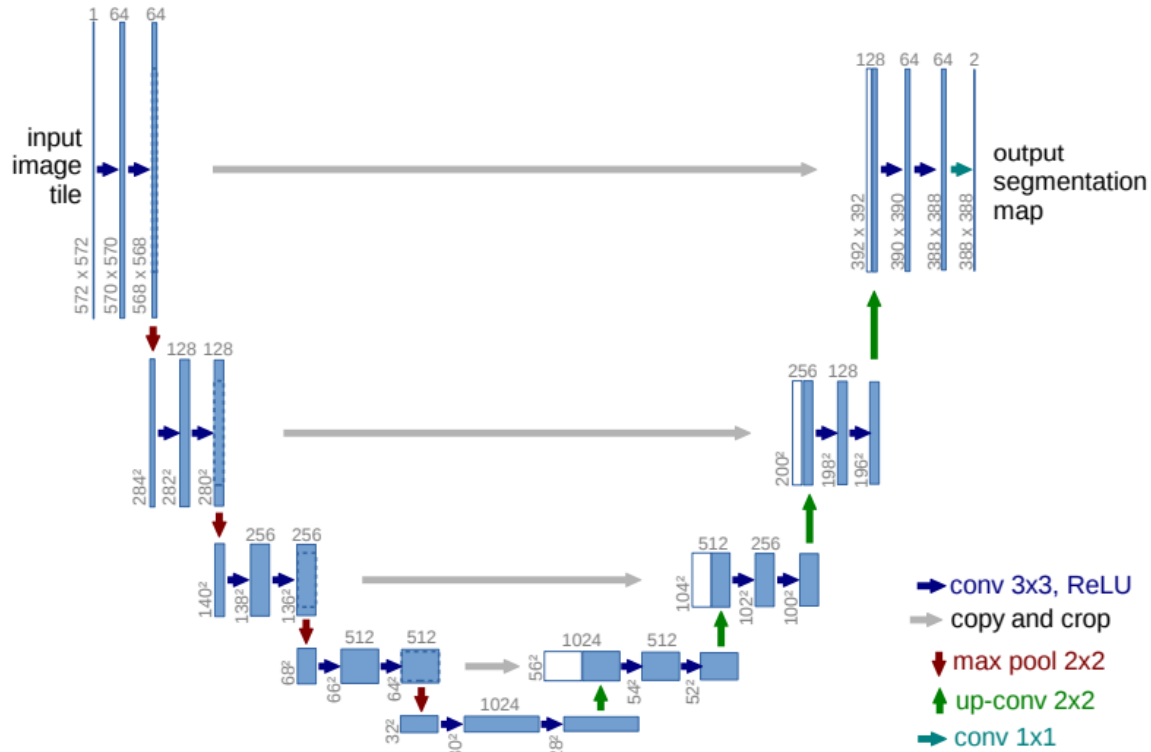 1 64 64
input
image
tile
572 x 572
570 x 570
568 x 568
128 64 64 2
output
segmentation
map
392 x 392
390 x 390
388 x 388
388 x 388
128 128
284²
282²
280²
256 128
200²
198²
196²
256 256
140²
138²
136²
512 256
104²
102²
100²
512 512
68²
66²
64²
1024 512
56²
54²
52²
1024
32²
conv 3x3, ReLU
copy and crop
max pool 2x2
up-conv 2x2
conv 1x1